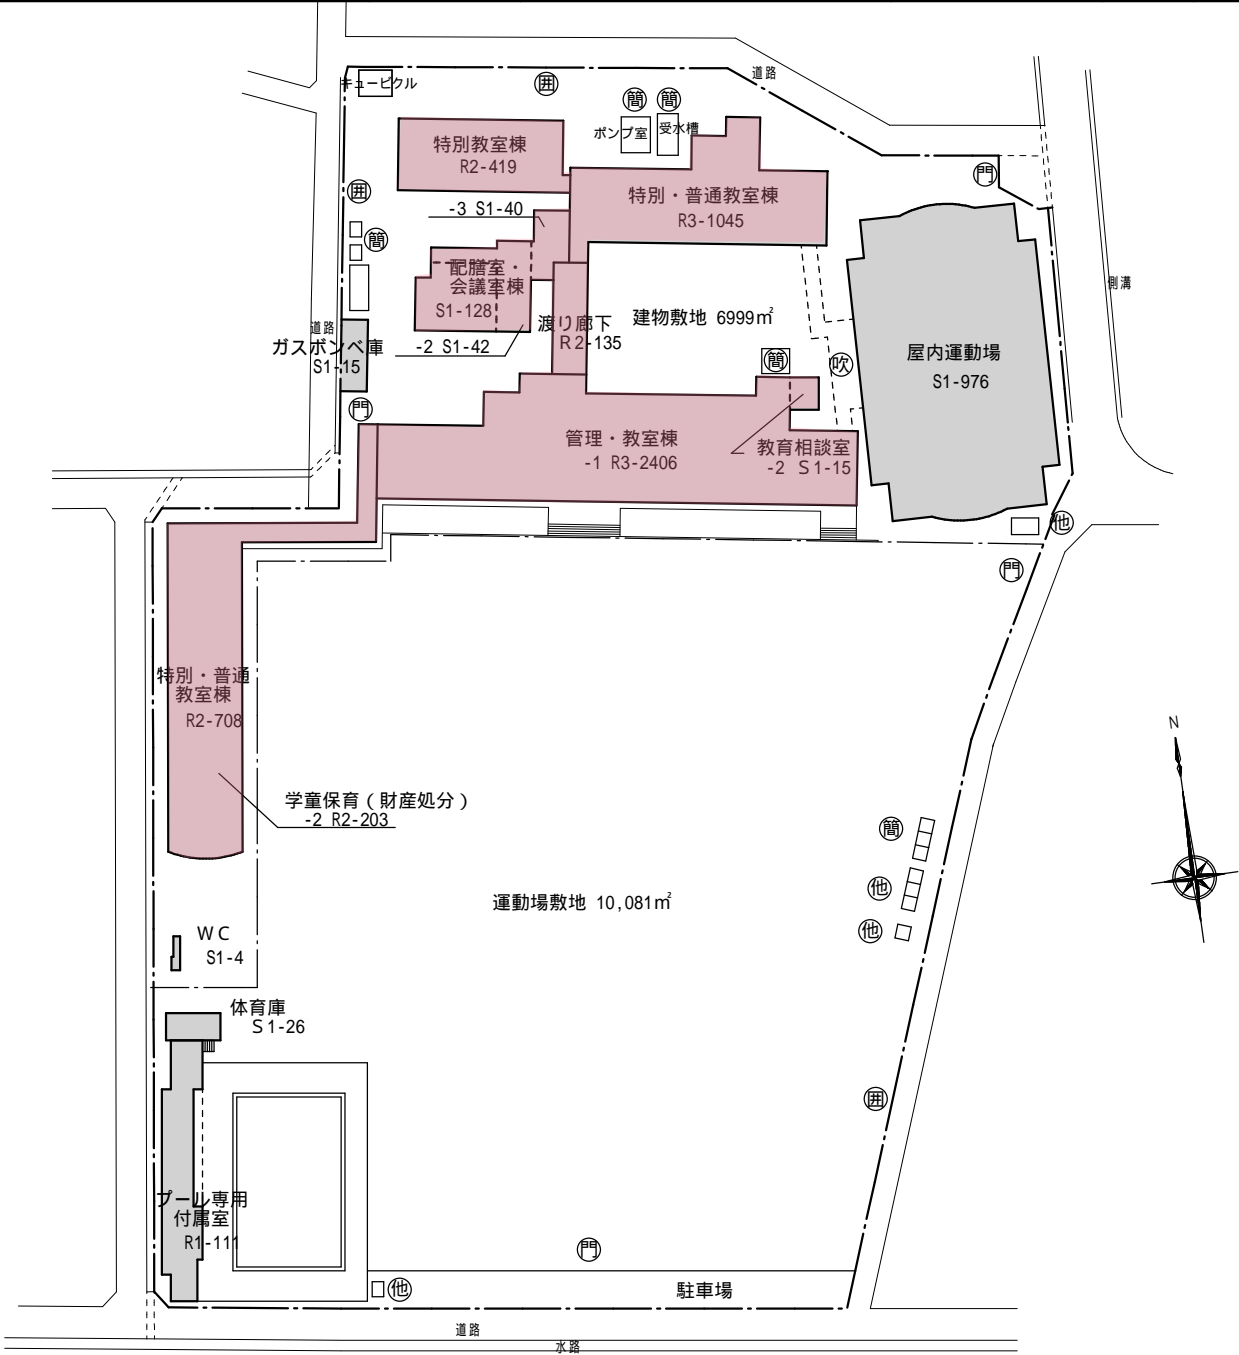 道路
キュービクル
囲
簡
簡
ポンプ室
受水槽
特別教室棟
R2-419
門
囲
特別・普通教室棟
R3-1045
-3 S1-40
簡
配膳室・
会議室棟
S1-128
側溝
道路
渡り廊下
R2-135
建物敷地 6999㎡
ガスボンベ庫
S1-15
-2 S1-42
簡
吹
屋内運動場
S1-976
門
管理・教室棟
-1 R3-2406
教育相談室
-2 S1-15
他
門
特別・普通
教室棟
R2-708
N
学童保育(財産処分)
-2 R2-203
簡
他
運動場敷地 10,081㎡
他
WC
S1-4
体育庫
S1-26
囲
プール専用
付属室
R1-111
門
他
駐車場
道路
水路